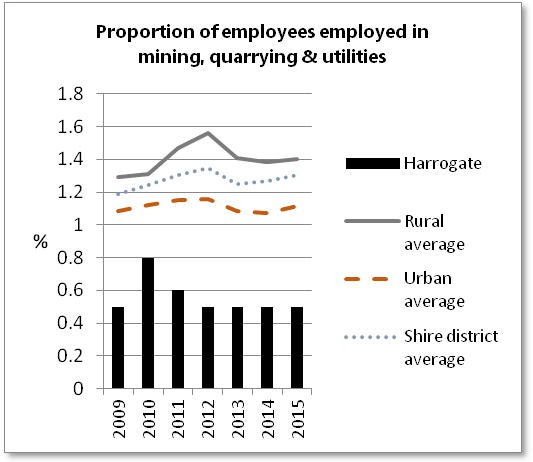 Proportion of employees employed in
mining, quarrying & utilities
1.8
1.6
1.4
1.2
1
0.8
0.6
0.4
0.2
0
%
2009
2010
2011
2012
2013
2014
2015
Harrogate
Rural
average
Urban
average
Shire district
average